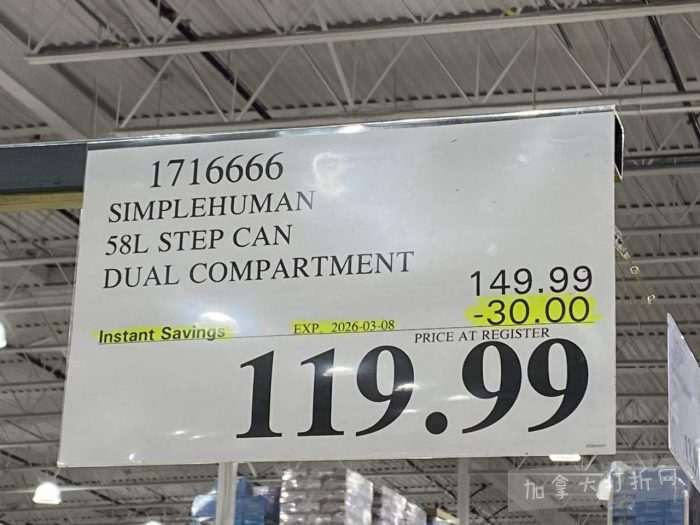 1716666
SIMPLEHUMAN
58L STEP CAN
DUAL COMPARTMENT
149.99
-30.00
Instant Savings EXP. 2026-03-08
PRICE AT REGISTER
119.99
加拿大打折网